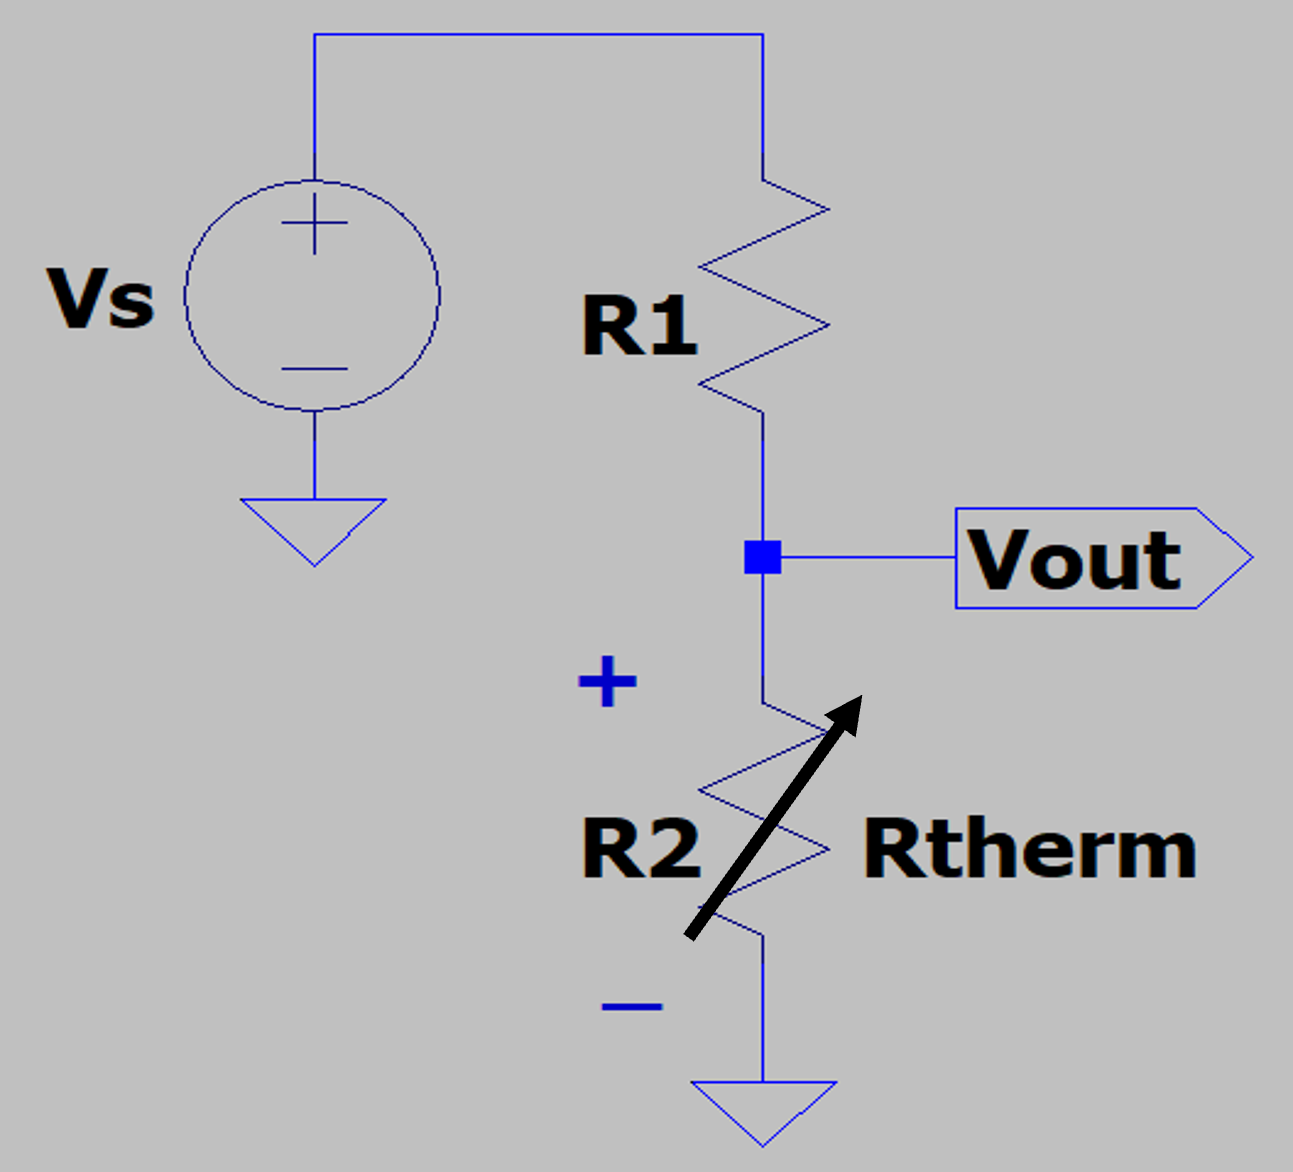 Vs
R1
Vout
+
R2 Rtherm
−